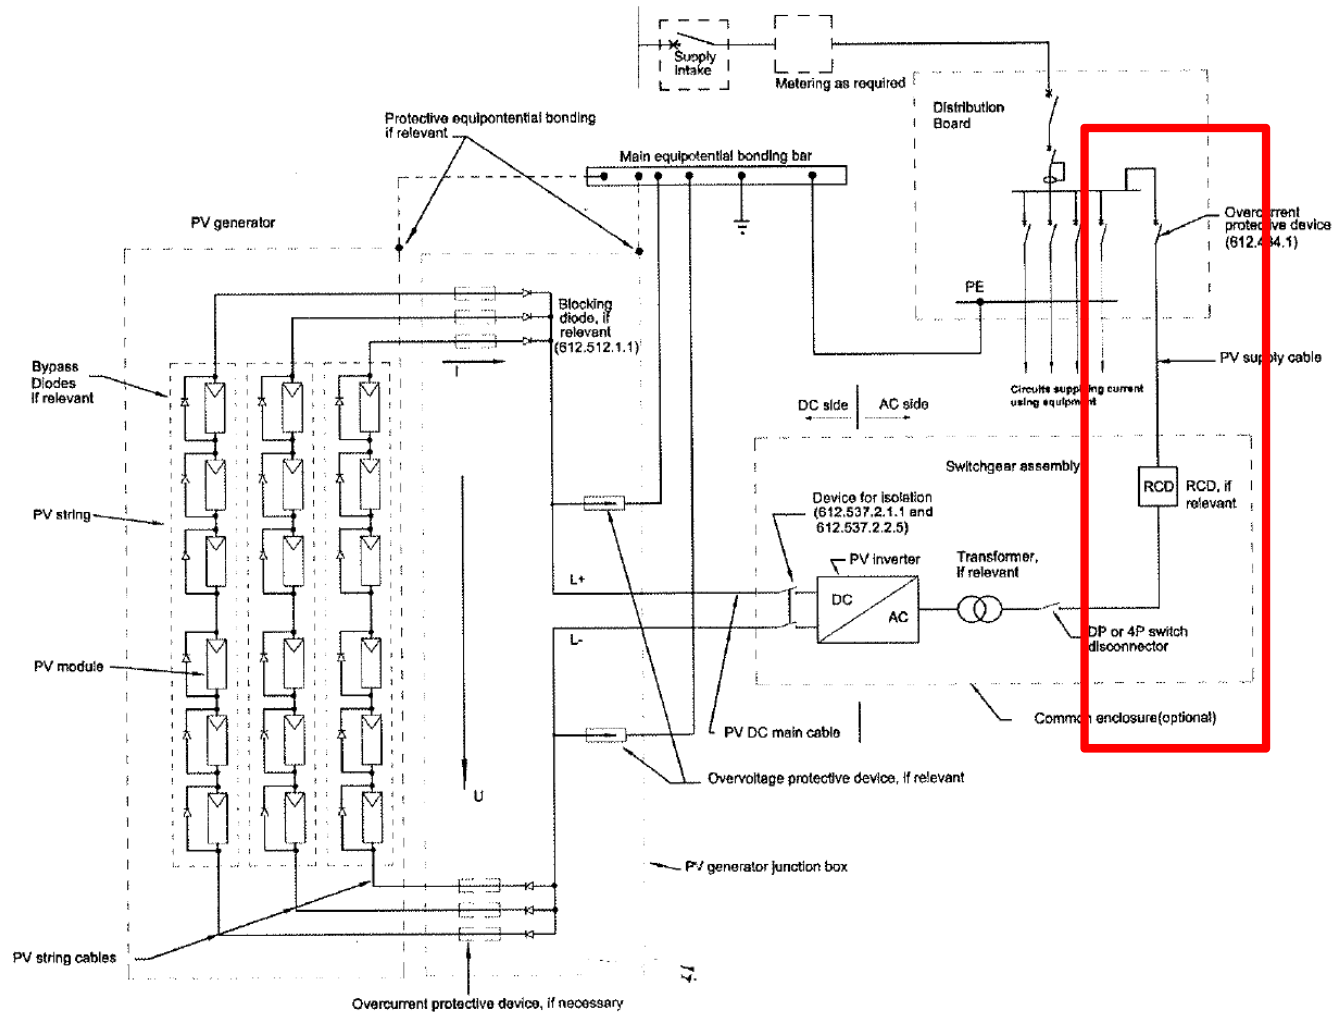 Supply
Intake
Metering as required
Distribution
Board
Protective equipontential bonding
if relevant
Main equipotential bonding bar
PV generator
Overcurrent
protective device
(612.434.1)
PE
Blocking
diode, if
relevant
(612.512.1.1)
I
Bypass
Diodes
If relevant
PV supply cable
Circuits supplying current
using equipment
DC side
AC side
Switchgear assembly
RCD
RCD, if
relevant
Device for isolation
(612.537.2.1.1 and
612.537.2.2.5)
PV string
PV inverter
Transformer,
If relevant
L+
DC
AC
L-
DP or 4P switch
disconnector
PV module
Common enclosure(optional)
PV DC main cable
Overvoltage protective device, if relevant
U
PV generator junction box
PV string cables
Overcurrent protective device, if necessary